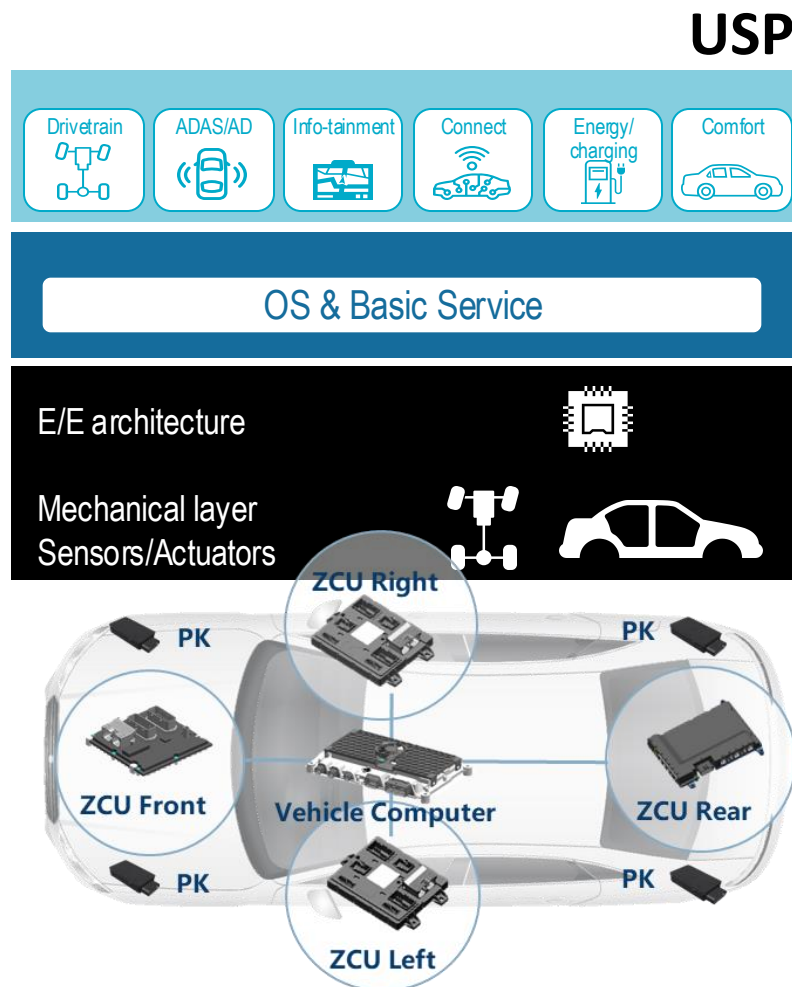 USP
Drivetrain
ADAS/AD
Info-tainment
Connect
Energy/
charging
Comfort
OS & Basic Service
E/E architecture
Mechanical layer
Sensors/Actuators
ZCU Right
PK
PK
ZCU Front
Vehicle Computer
ZCU Rear
PK
PK
ZCU Left